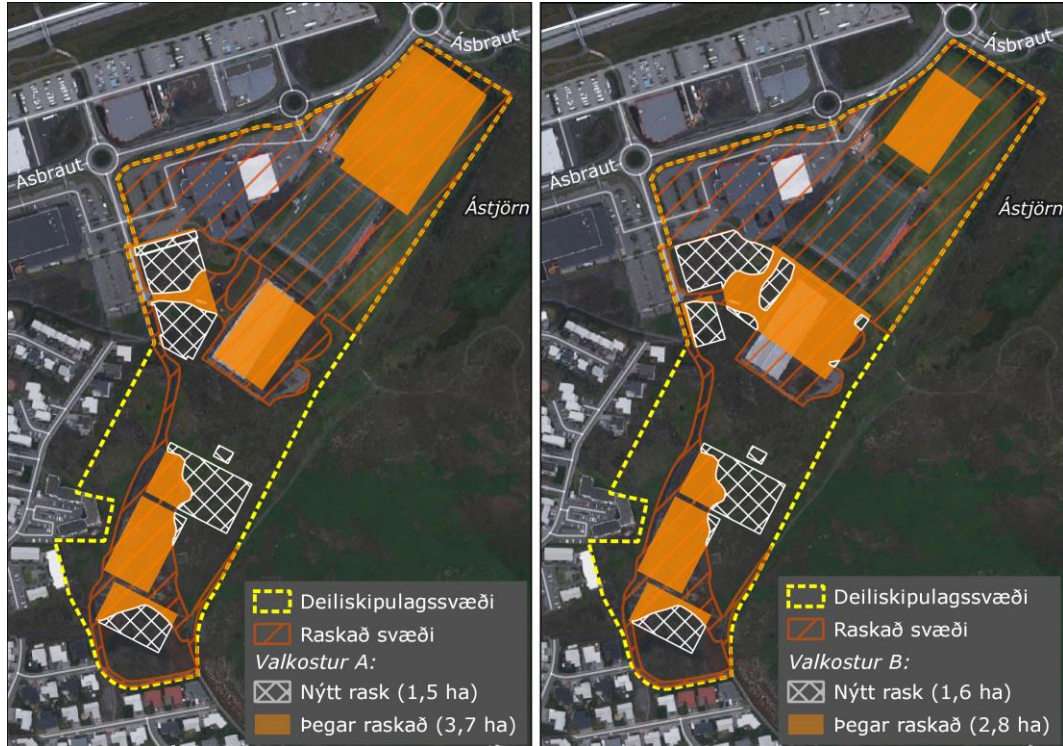 Ásbraut
Ásbraut
Ástjörn
Deiliskipulagssvæði
Raskað svæði
Valkostur A:
Nýtt rask (1,5 ha)
Þegar raskað (3,7 ha)
Ásbraut
Ásbraut
Ástjörn
Deiliskipulagssvæði
Raskað svæði
Valkostur B:
Nýtt rask (1,6 ha)
Þegar raskað (2,8 ha)